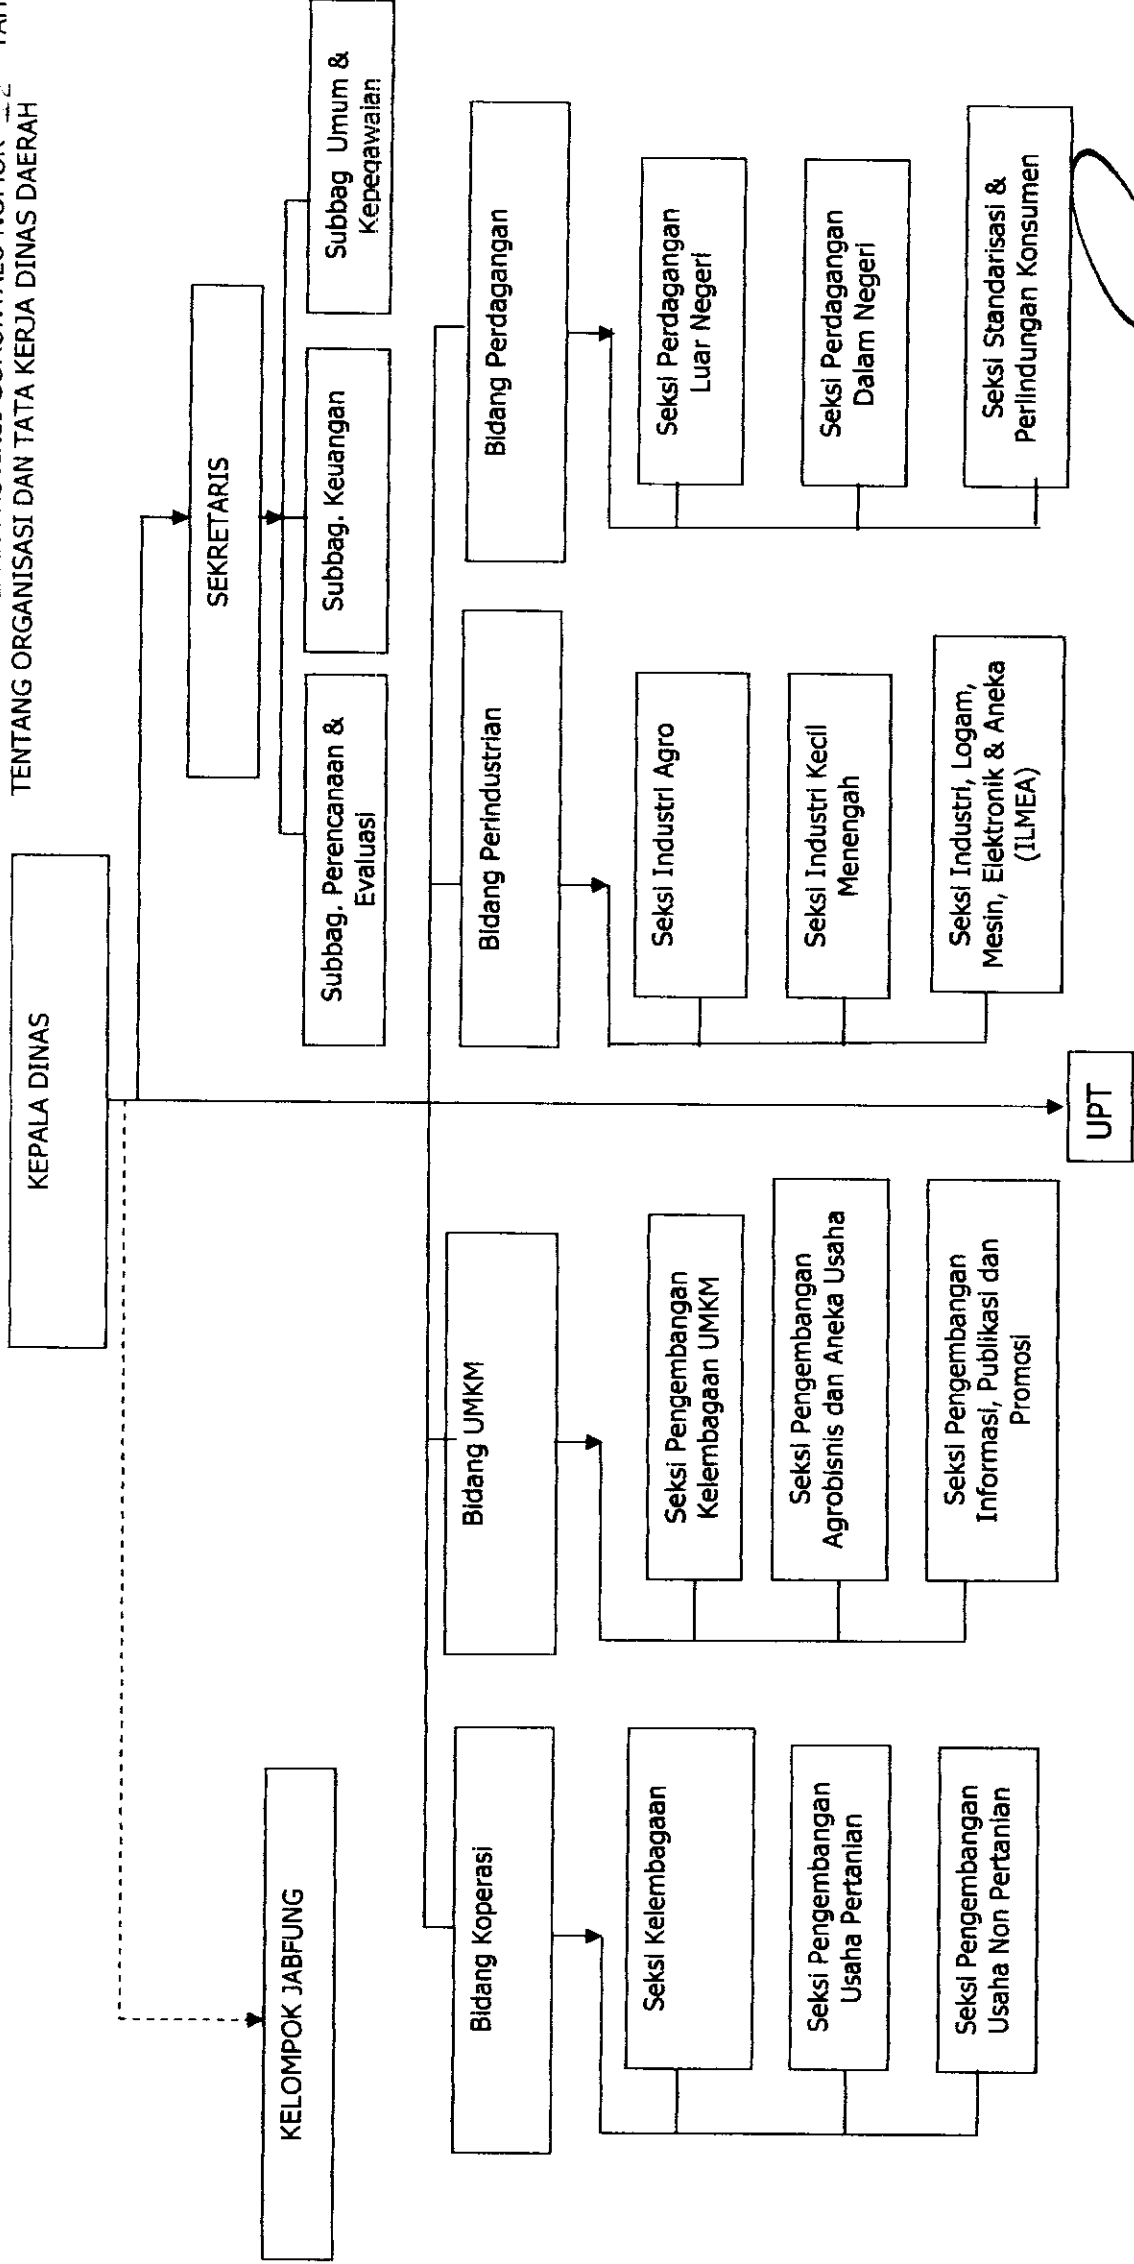 TENTANG ORGANISASI DAN TATA KERJA DINAS DAERAH
KEPALA DINAS
SEKRETARIS
KELOMPOK JABFUNG
Subbag. Perencanaan &
Evaluasi
Subbag. Keuangan
Subbag Umum &
Kepegawaian
Bidang Koperasi
Bidang UMKM
Bidang Perindustrian
Bidang Perdagangan
Seksi Kelembagaan
Seksi Pengembangan
Usaha Pertanian
Seksi Pengembangan
Usaha Non Pertanian
Seksi Pengembangan
Kelembagaan UMKM
Seksi Pengembangan
Agrobisnis dan Aneka Usaha
Seksi Pengembangan
Informasi, Publikasi dan
Promosi
Seksi Industri Agro
Seksi Industri Kecil
Menengah
Seksi Industri, Logam,
Mesin, Elektronik & Aneka
(ILMEA)
Seksi Perdagangan
Luar Negeri
Seksi Perdagangan
Dalam Negeri
Seksi Standarisasi &
Perlindungan Konsumen
UPT